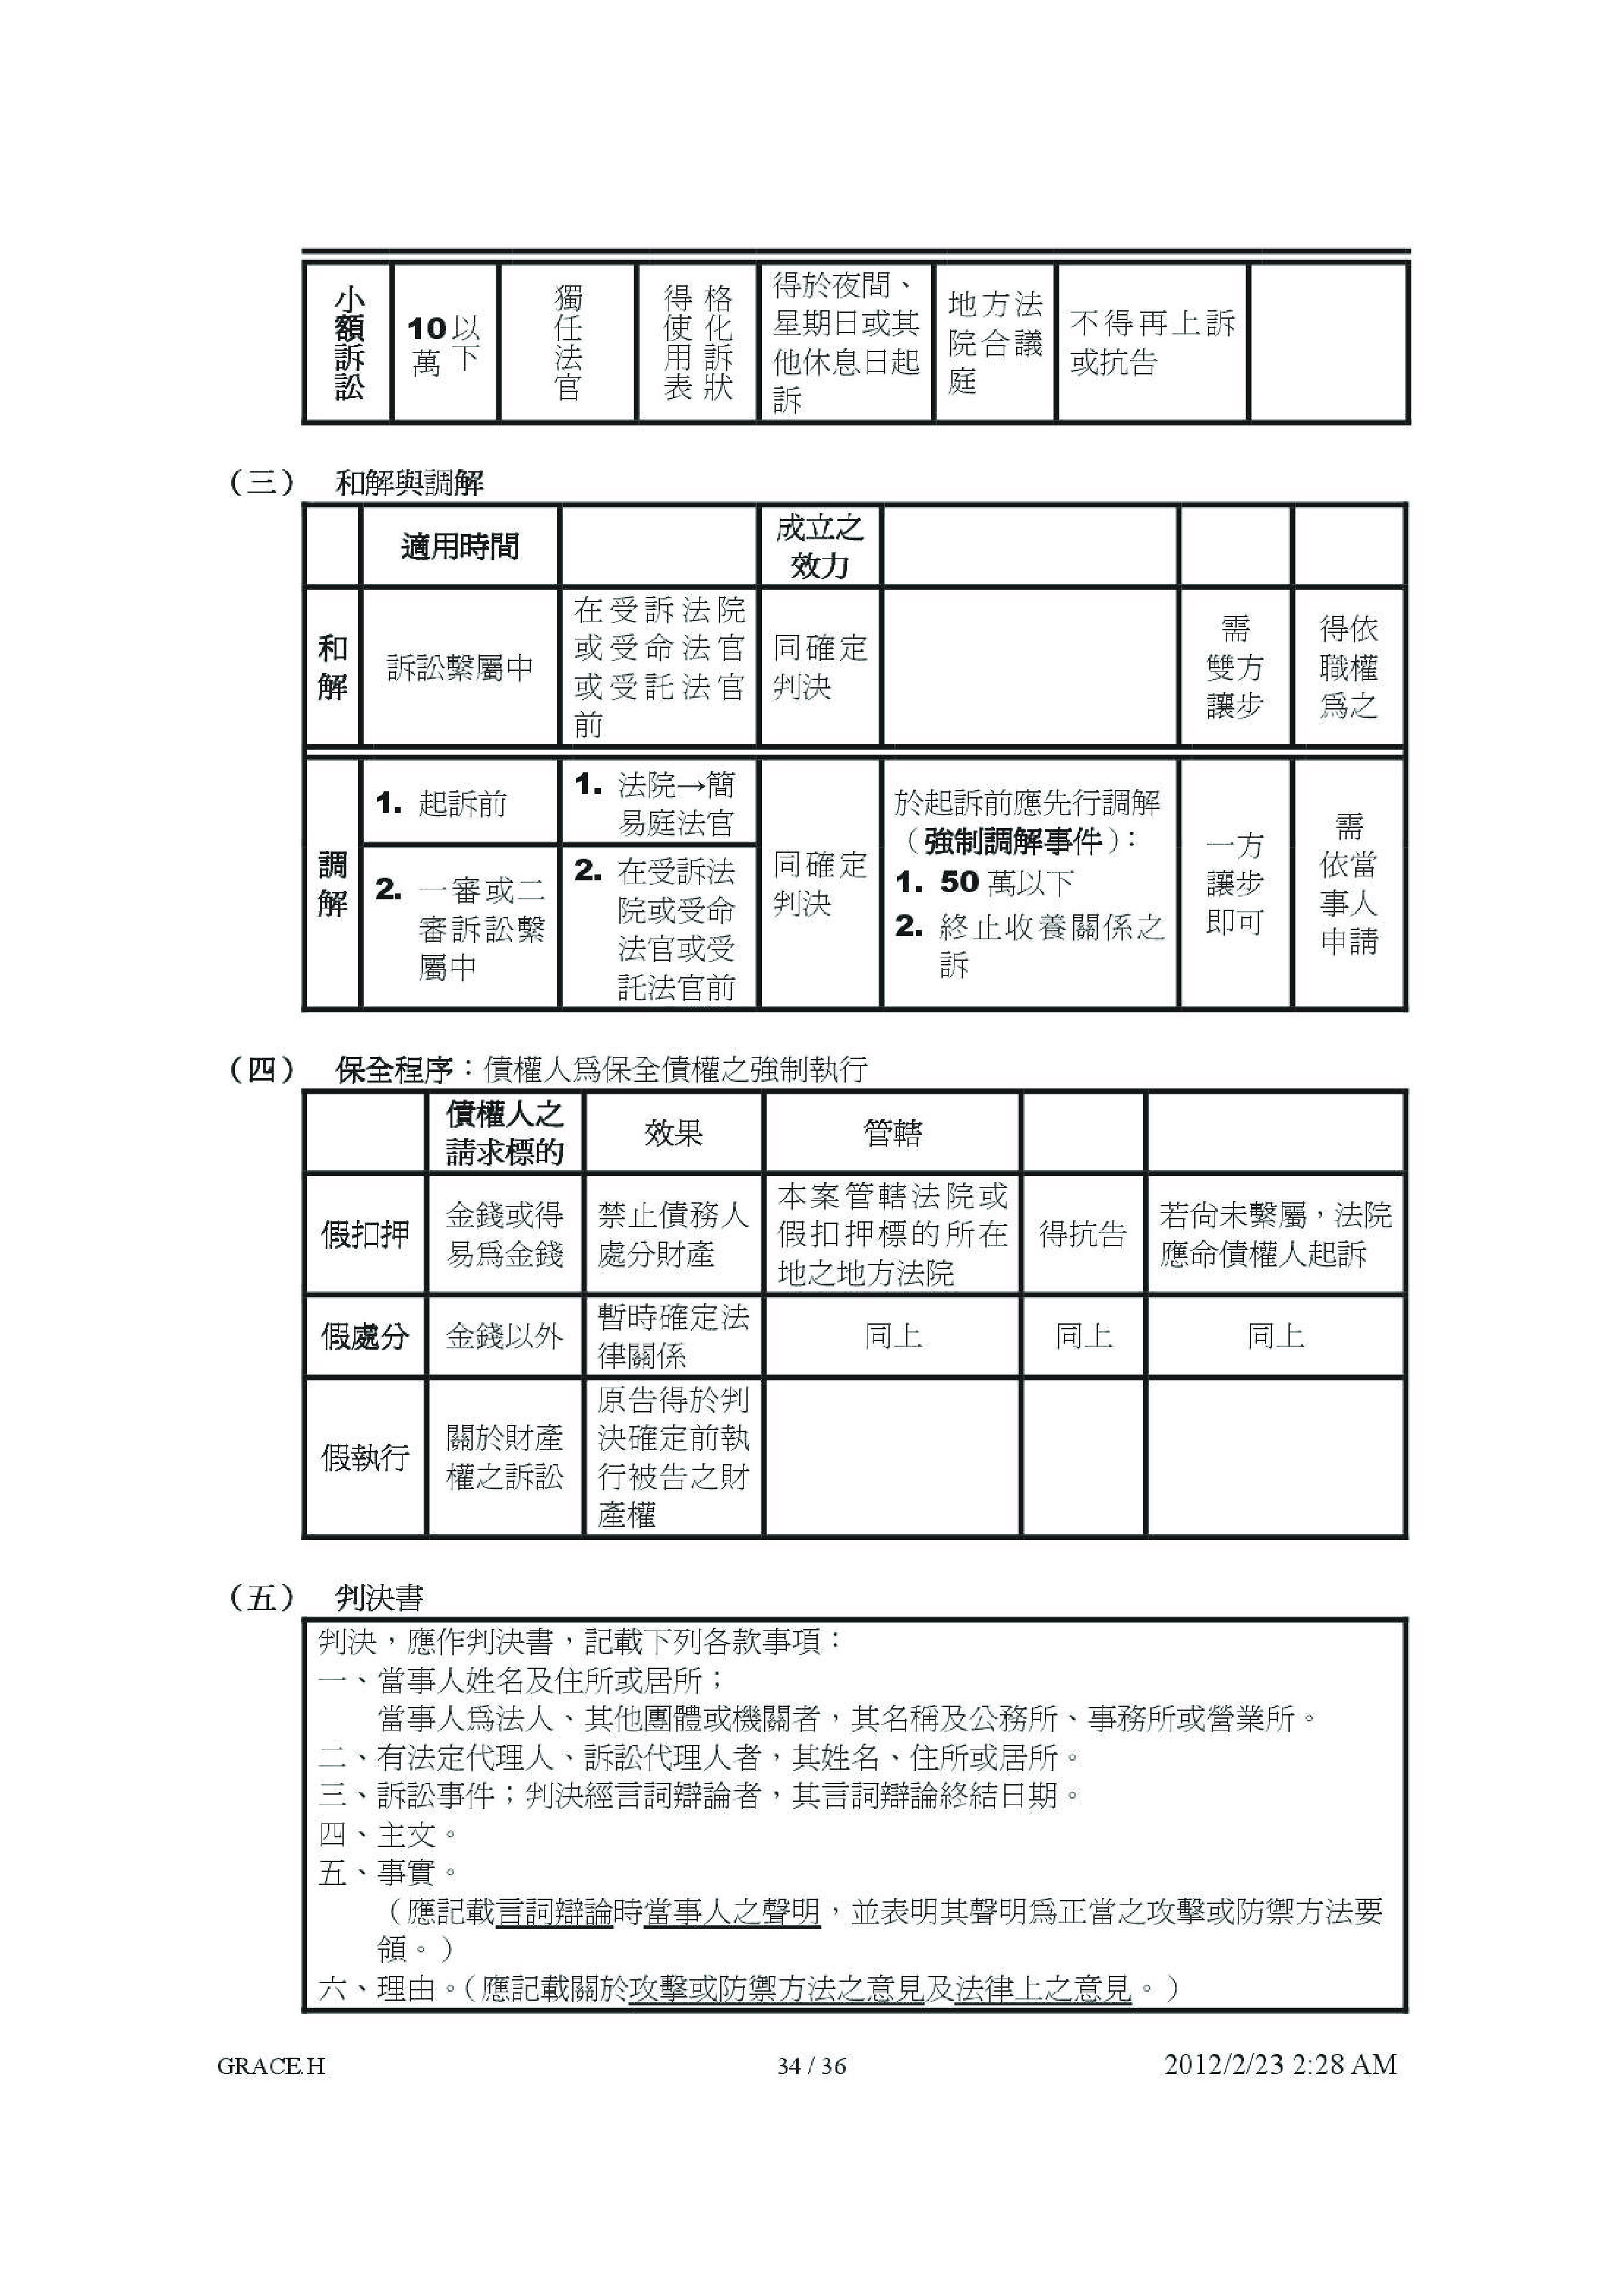 小額訴訟
10萬
以下
獨任法官
得使用表
格化訴狀
得於夜間、
星期日或其
他休息日起
訴
地方法
院合議
庭
不得再上訴
或抗告
（三） 和解與調解
適用時間
成立之
效力
和
解
訴訟繫屬中
在受訴法院
或受命法官
或受託法官
前
同確定
判決
需
雙方
讓步
得依
職權
為之
調
解
1. 起訴前
1. 法院→簡
易庭法官
2. 一審或二
審訴訟繫
屬中
2. 在受訴法
院或受命
法官或受
託法官前
同確定
判決
於起訴前應先行調解
（強制調解事件）：
1. 50 萬以下
2. 終止收養關係之
訴
一方
讓步
即可
需
依當
事人
申請
（四） 保全程序：債權人為保全債權之強制執行
債權人之
請求標的
效果
管轄
假扣押
金錢或得
易為金錢
禁止債務人
處分財產
本案管轄法院或
假扣押標的所在
地之地方法院
得抗告
若尚未繫屬，法院
應命債權人起訴
假處分
金錢以外
暫時確定法
律關係
同上
同上
同上
假執行
關於財產
權之訴訟
原告得於判
決確定前執
行被告之財
產權
（五） 判決書
判決，應作判決書，記載下列各款事項：
一、當事人姓名及住所或居所；
當事人為法人、其他團體或機關者，其名稱及公務所、事務所或營業所。
二、有法定代理人、訴訟代理人者，其姓名、住所或居所。
三、訴訟事件；判決經言詞辯論者，其言詞辯論終結日期。
四、主文。
五、事實。
（應記載言詞辯論時當事人之聲明，並表明其聲明為正當之攻擊或防禦方法要
領。）
六、理由。（應記載關於攻擊或防禦方法之意見及法律上之意見。）
GRACE.H 34 / 36 2012/2/23 2:28 AM